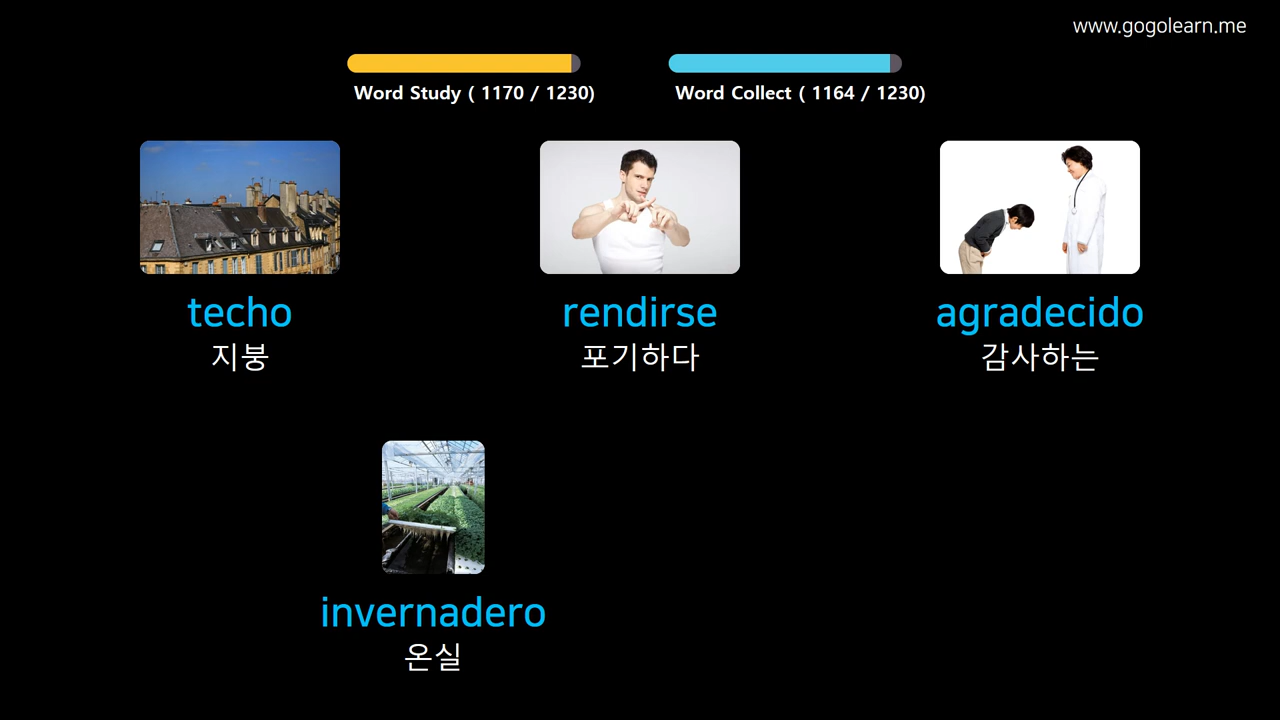 www.gogolearn.me
Word Study ( 1170 / 1230)
Word Collect ( 1164 / 1230)
techo
지붕
rendirse
포기하다
agradecido
감사하는
invernadero
온실